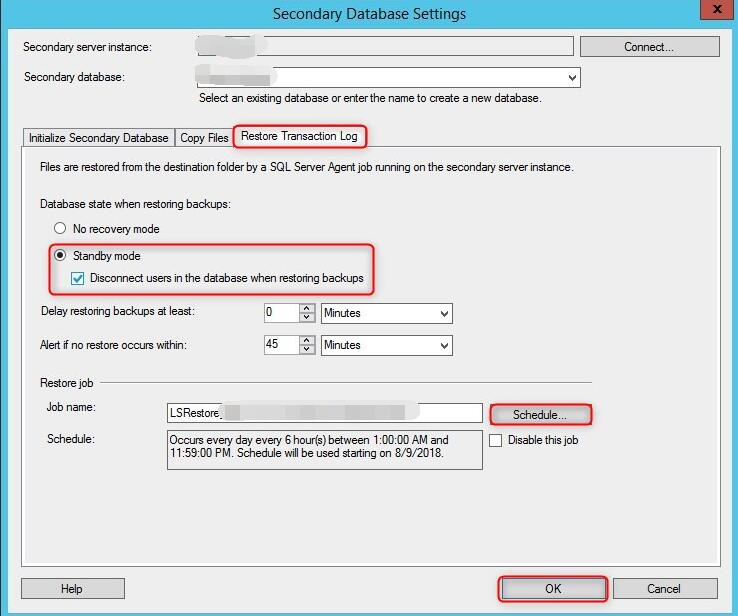 Secondary Database Settings
x
Secondary server instance:
Connect...
Secondary database:
Select an existing database or enter the name to create a new database.
Initialize Secondary Database Copy Files Restore Transaction Log
Files are restored from the destination folder by a SQL Server Agent job running on the secondary server instance.
Database state when restoring backups:
No recovery mode
Standby mode
Disconnect users in the database when restoring backups
Delay restoring backups at least: 0 Minutes
Alert if no restore occurs within: 45 Minutes
Restore job
Job name: LSRestore_ Schedule...
Schedule:
Occurs every day every 6 hour(s) between 1:00:00 AM and
11:59:00 PM. Schedule will be used starting on 8/9/2018.
Disable this job
Help OK Cancel